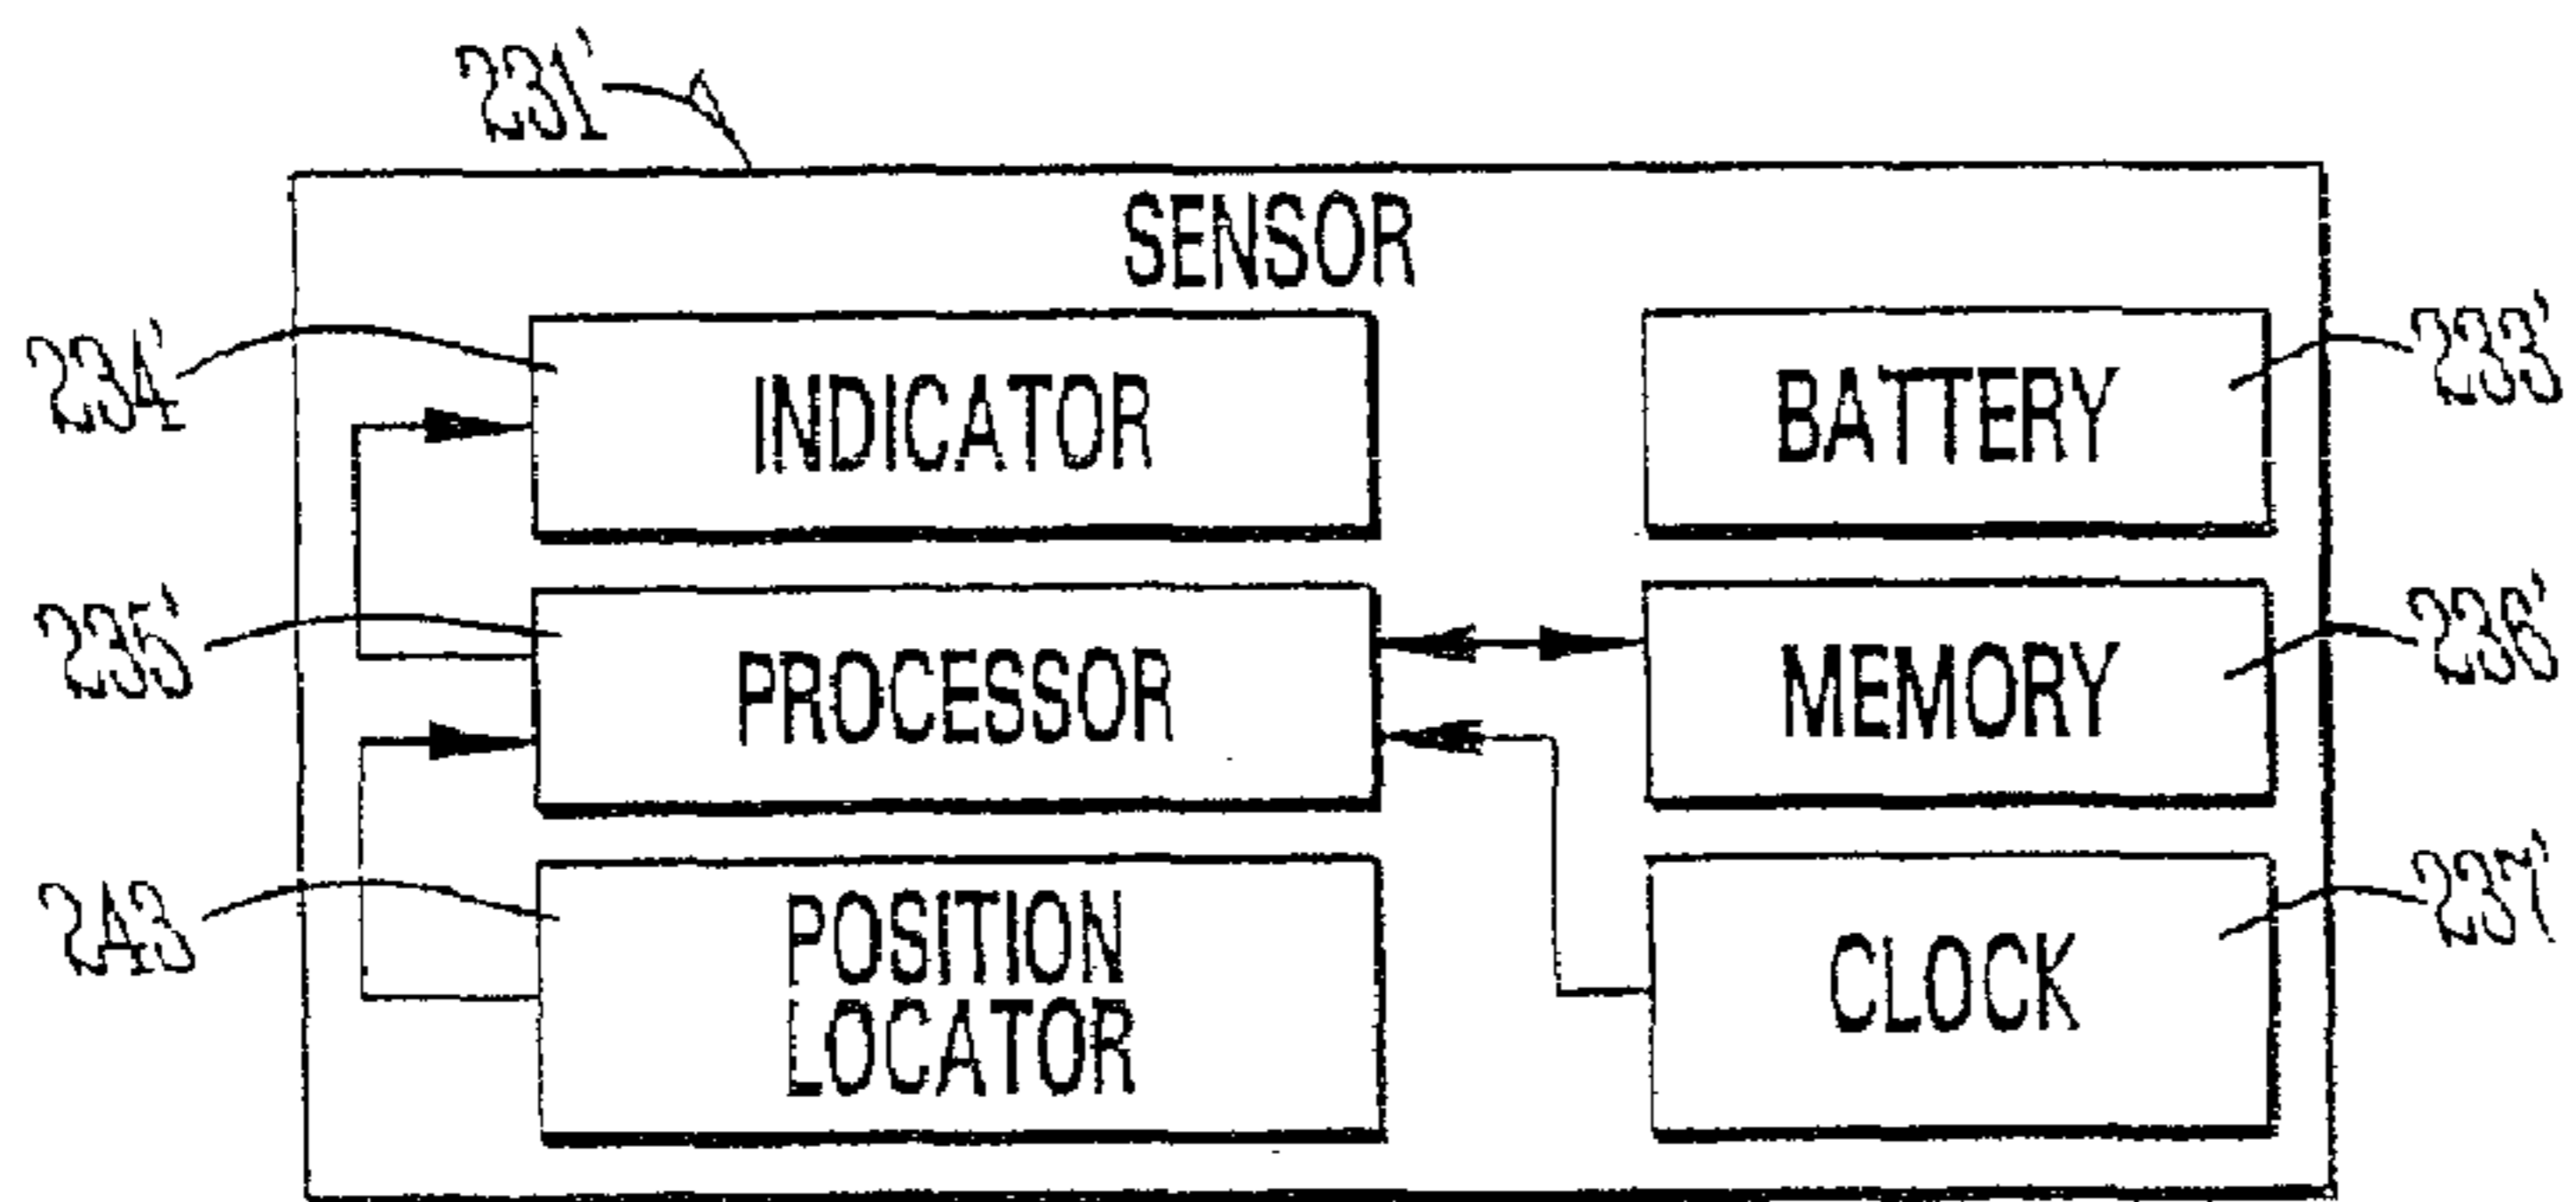 231'
SENSOR
234'
INDICATOR
BATTERY
233'
235'
PROCESSOR
MEMORY
236'
243
POSITION
LOCATOR
CLOCK
237'